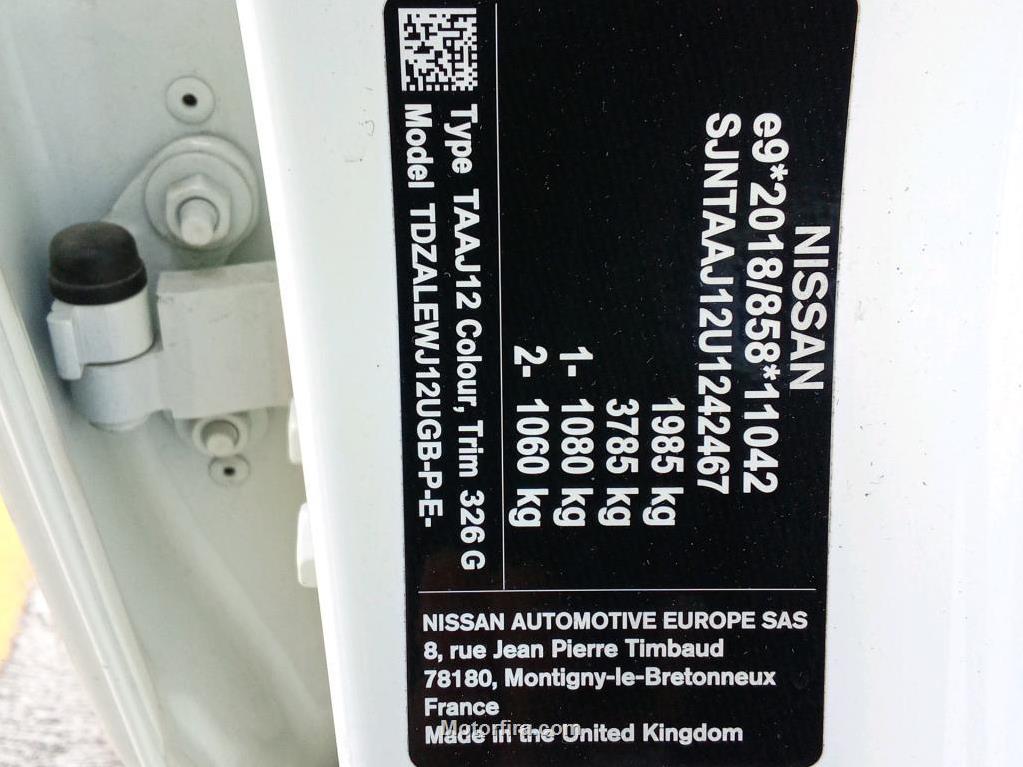 NISSAN
e9*2018/858*11042
SJNTAAJ12U1242467
1985 kg
3785 kg
1- 1080 kg
2- 1060 kg
Type TAAJ12 Colour, Trim 326 G
Model TDZALEWJ12UGB-P-E-
NISSAN AUTOMOTIVE EUROPE SAS
8, rue Jean Pierre Timbaud
78180, Montigny-le-Bretonneux
France
Made in the United Kingdom
Motorfira.com